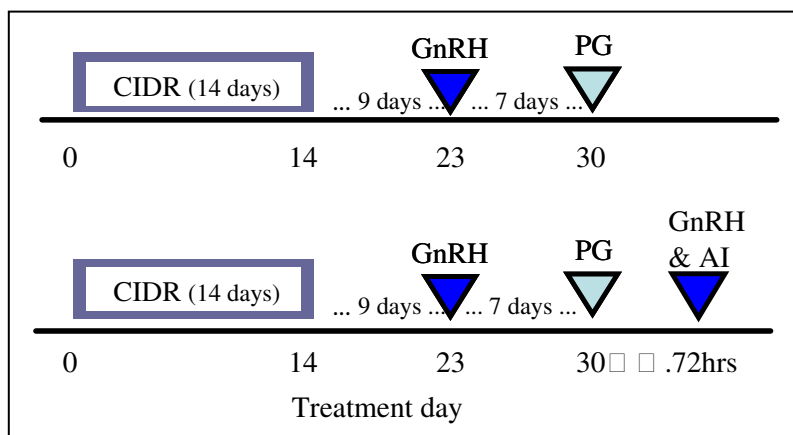 GnRH PG
CIDR (14 days)
... 9 days ... ... 7 days ...
0 14 23 30
GnRH
& AI
GnRH PG
CIDR (14 days)
... 9 days ... ... 7 days ...
0 14 23 30□ □ .72hrs
Treatment day